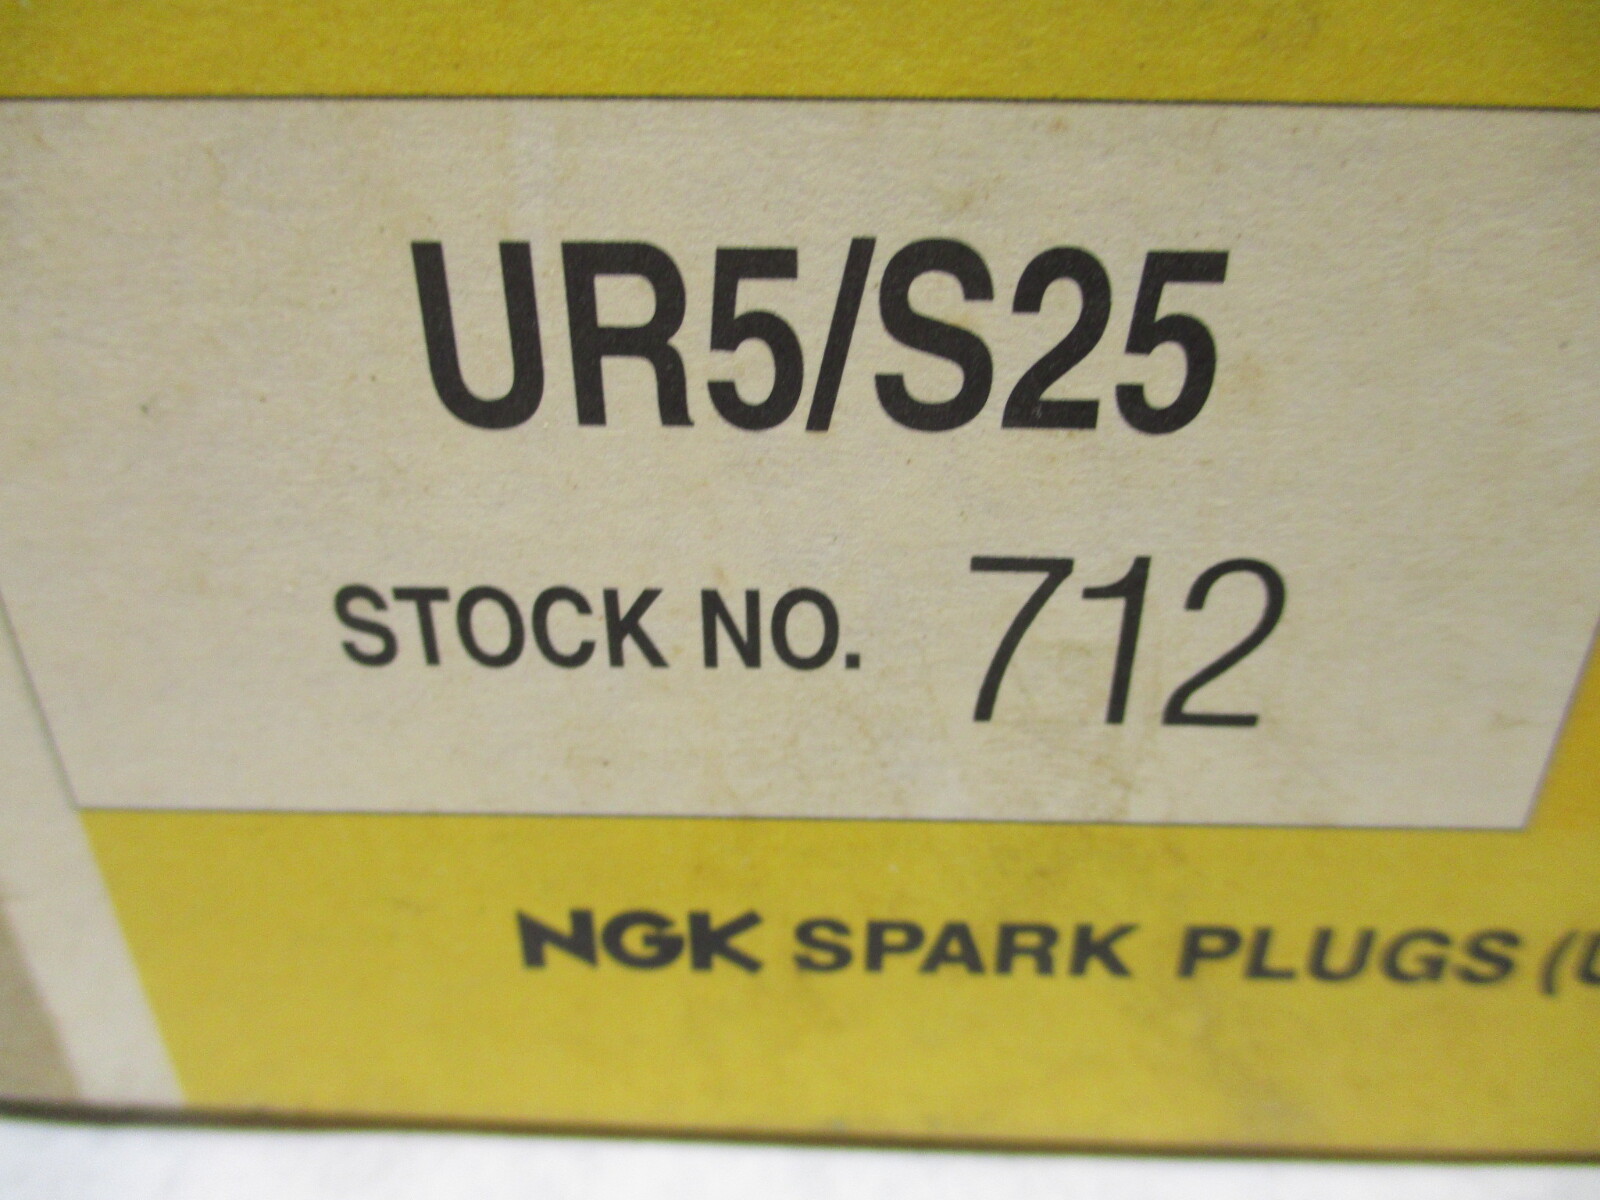 UR5/S25
STOCK NO. 712
NGK SPARK PLUGS (U